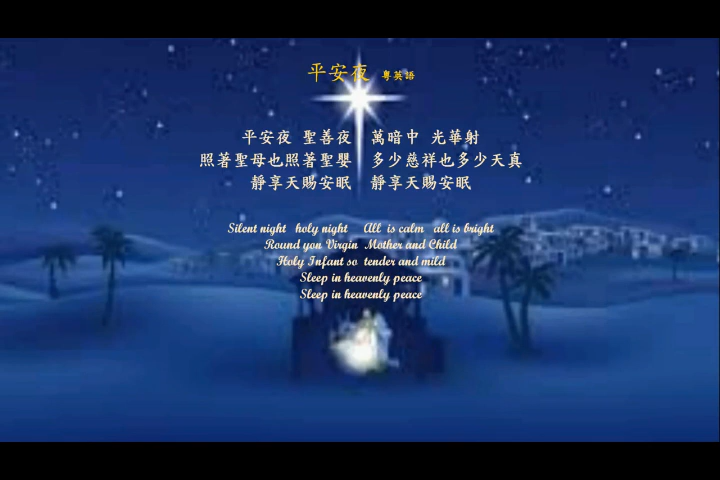 平安夜 粵英語
平安夜 聖善夜 萬暗中 光華射
照著聖母也照著聖嬰 多少慈祥也多少天真
靜享天賜安眠 靜享天賜安眠
Silent night holy night All is calm all is bright
Round yon Virgin Mother and Child
Holy Infant so tender and mild
Sleep in heavenly peace
Sleep in heavenly peace